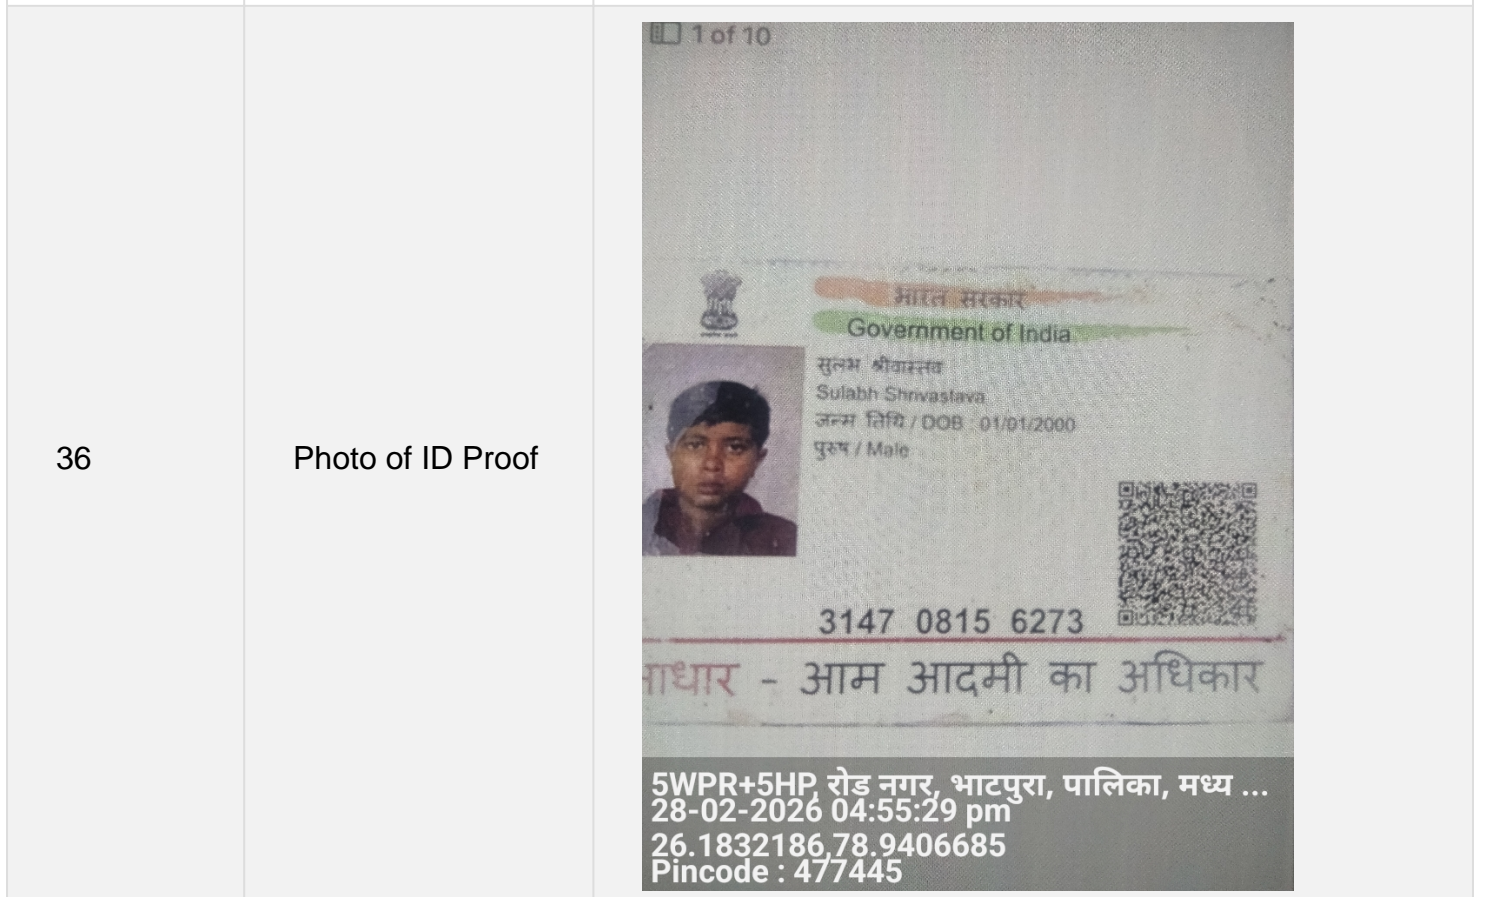 36
Photo of ID Proof
1 of 10
भारत सरकार
Government of India
सुलभ श्रीवास्तव
Sulabh Shrivastava
जन्म तिथि / DOB : 01/01/2000
पुरुष / Male
3147 0815 6273
आधार - आम आदमी का अधिकार
5WPR+5HP, रोड नगर, भाटपुरा, पालिका, मध्य ...
28-02-2026 04:55:29 pm
26.1832186,78.9406685
Pincode : 477445